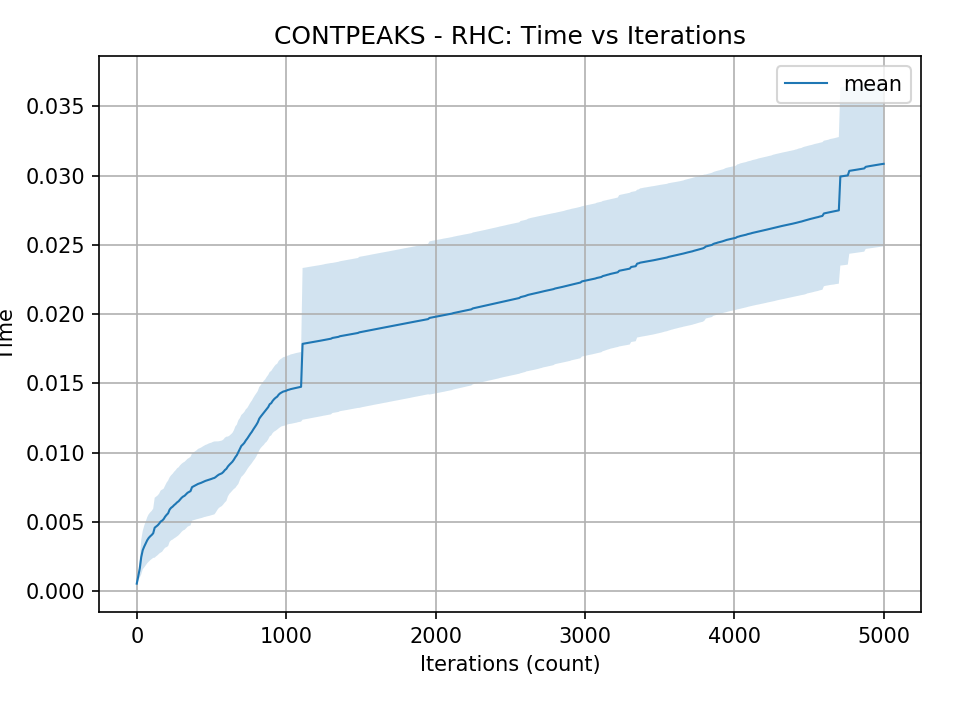 CONTPEAKS - RHC: Time vs Iterations
mean
0.035
0.030
0.025
0.020
0.015
0.010
0.005
0.000
Time
0 1000 2000 3000 4000 5000
Iterations (count)